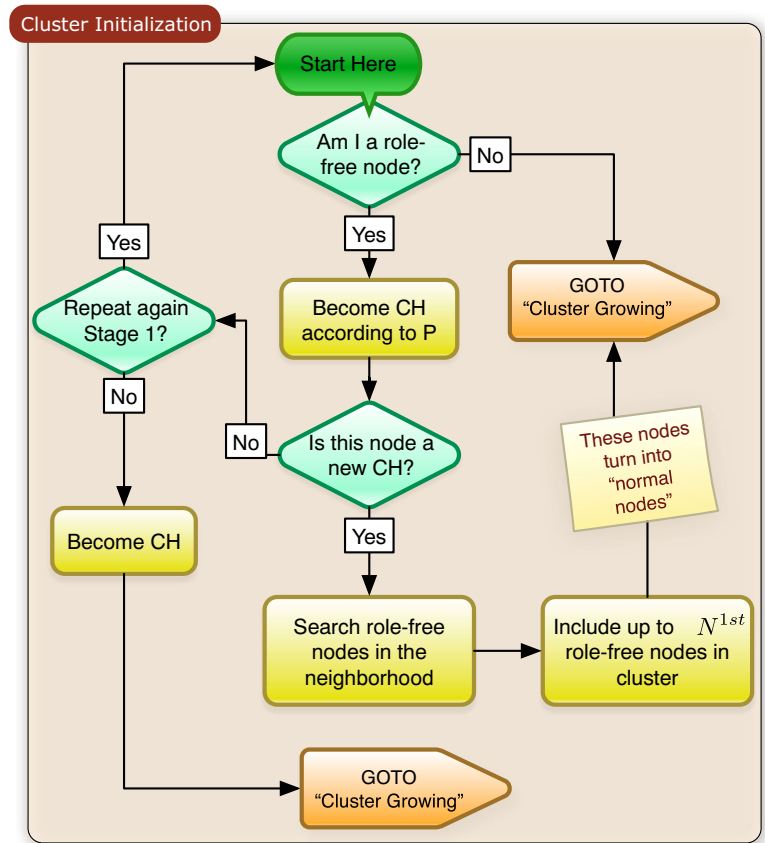 Cluster Initialization
Start Here
Am I a role-
free node?
No
Yes
Yes
GOTO
“Cluster Growing”
Repeat again
Stage 1?
Become CH
according to P
No
No
Is this node a
new CH?
These nodes
turn into
“normal
nodes”
Become CH
Yes
Search role-free
nodes in the
neighborhood
Include up to N^{1st}
role-free nodes in
cluster
GOTO
“Cluster Growing”